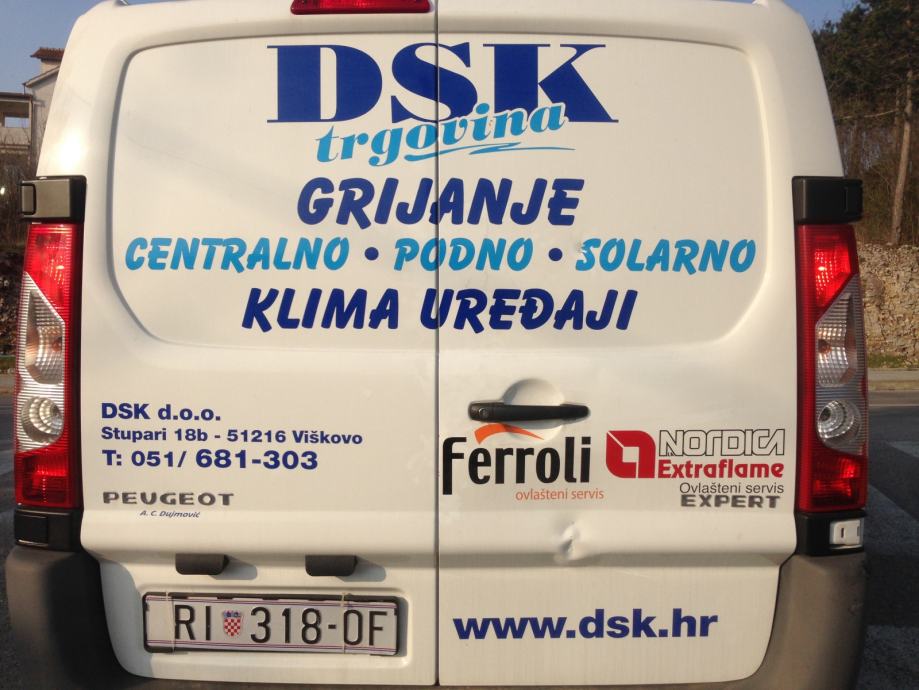 DSK
trgovina
GRIJANJE
CENTRALNO • PODNO • SOLARNO
KLIMA UREĐAJI
DSK d.o.o.
Stupari 18b - 51216 Viškovo
T: 051/ 681-303
PEUGEOT
A. C. Dujmović
Ferroli
ovlašteni servis
LA NORDICA
Extraflame
Ovlašteni servis
EXPERT
RI 318-OF
www.dsk.hr